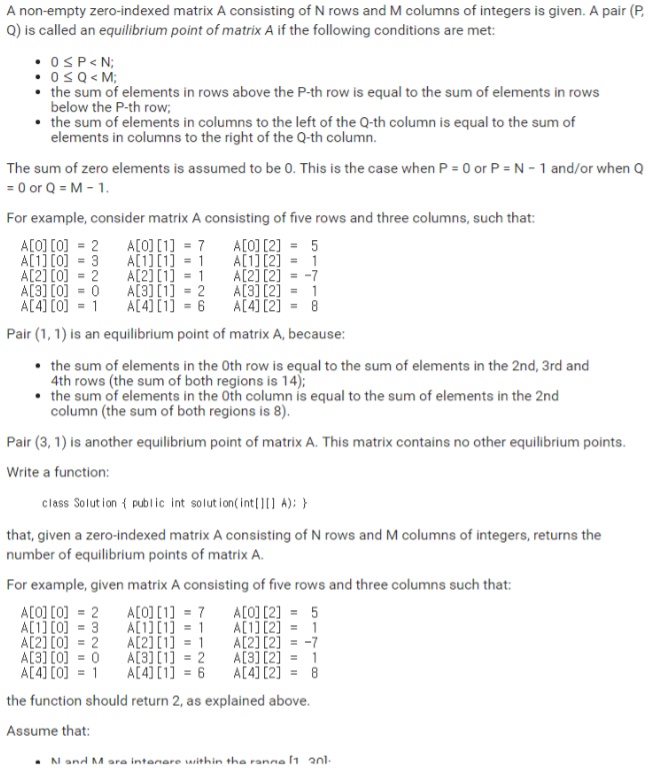 A non-empty zero-indexed matrix A consisting of N rows and M columns of integers is given. A pair (P,
Q) is called an equilibrium point of matrix A if the following conditions are met:
• 0 ≤ P < N;
• 0 ≤ Q < M;
• the sum of elements in rows above the P-th row is equal to the sum of elements in rows
below the P-th row;
• the sum of elements in columns to the left of the Q-th column is equal to the sum of
elements in columns to the right of the Q-th column.
The sum of zero elements is assumed to be 0. This is the case when P = 0 or P = N − 1 and/or when Q
= 0 or Q = M − 1.
For example, consider matrix A consisting of five rows and three columns, such that:
A[0][0] = 2 A[0][1] = 7 A[0][2] = 5
A[1][0] = 3 A[1][1] = 1 A[1][2] = 1
A[2][0] = 2 A[2][1] = 1 A[2][2] = -7
A[3][0] = 0 A[3][1] = 2 A[3][2] = 1
A[4][0] = 1 A[4][1] = 6 A[4][2] = 8
Pair (1, 1) is an equilibrium point of matrix A, because:
• the sum of elements in the 0th row is equal to the sum of elements in the 2nd, 3rd and
4th rows (the sum of both regions is 14);
• the sum of elements in the 0th column is equal to the sum of elements in the 2nd
column (the sum of both regions is 8).
Pair (3, 1) is another equilibrium point of matrix A. This matrix contains no other equilibrium points.
Write a function:
class Solution { public int solution(int[][] A); }
that, given a zero-indexed matrix A consisting of N rows and M columns of integers, returns the
number of equilibrium points of matrix A.
For example, given matrix A consisting of five rows and three columns such that:
A[0][0] = 2 A[0][1] = 7 A[0][2] = 5
A[1][0] = 3 A[1][1] = 1 A[1][2] = 1
A[2][0] = 2 A[2][1] = 1 A[2][2] = -7
A[3][0] = 0 A[3][1] = 2 A[3][2] = 1
A[4][0] = 1 A[4][1] = 6 A[4][2] = 8
the function should return 2, as explained above.
Assume that:
• N and M are integers within the range [1..30];